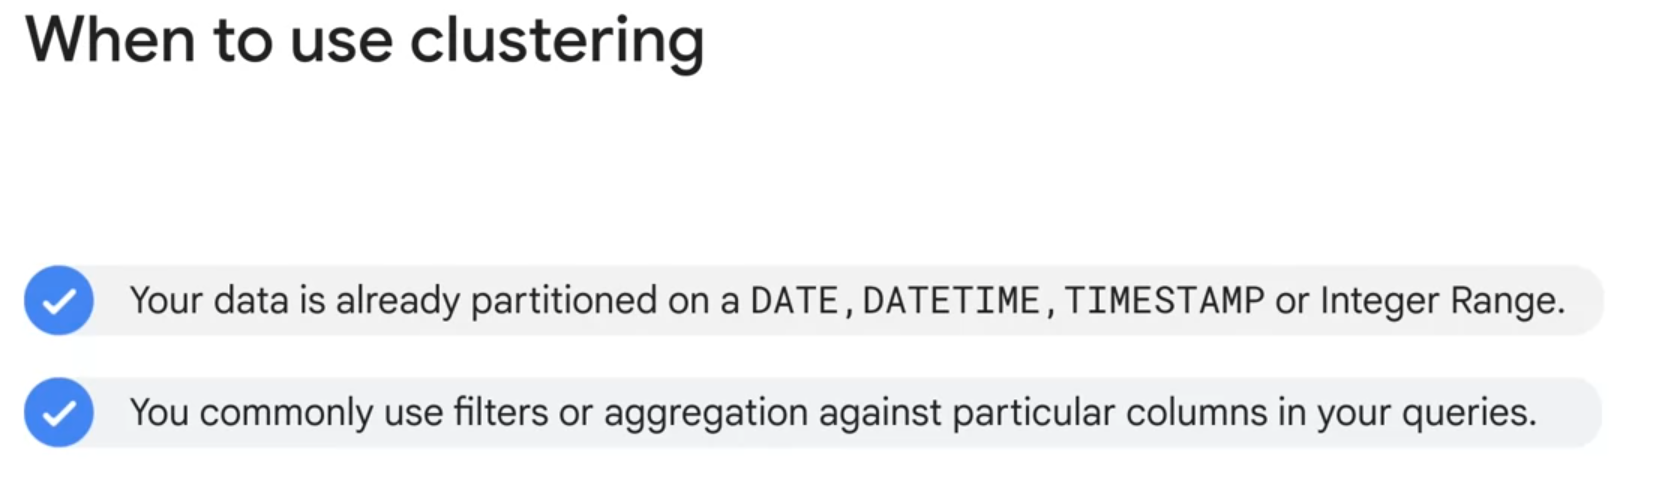 When to use clustering
Your data is already partitioned on a DATE, DATETIME, TIMESTAMP or Integer Range.
You commonly use filters or aggregation against particular columns in your queries.